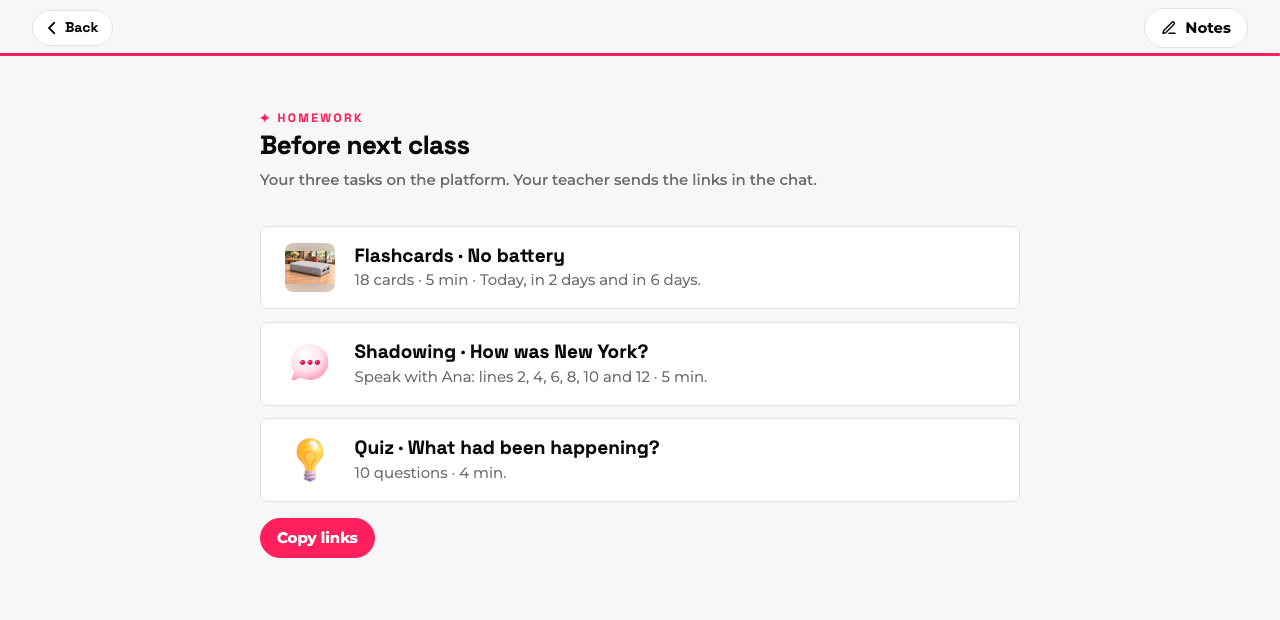 Back
Notes
✦ HOMEWORK
Before next class
Your three tasks on the platform. Your teacher sends the links in the chat.
Flashcards · No battery
18 cards · 5 min · Today, in 2 days and in 6 days.
Shadowing · How was New York?
Speak with Ana: lines 2, 4, 6, 8, 10 and 12 · 5 min.
Quiz · What had been happening?
10 questions · 4 min.
Copy links